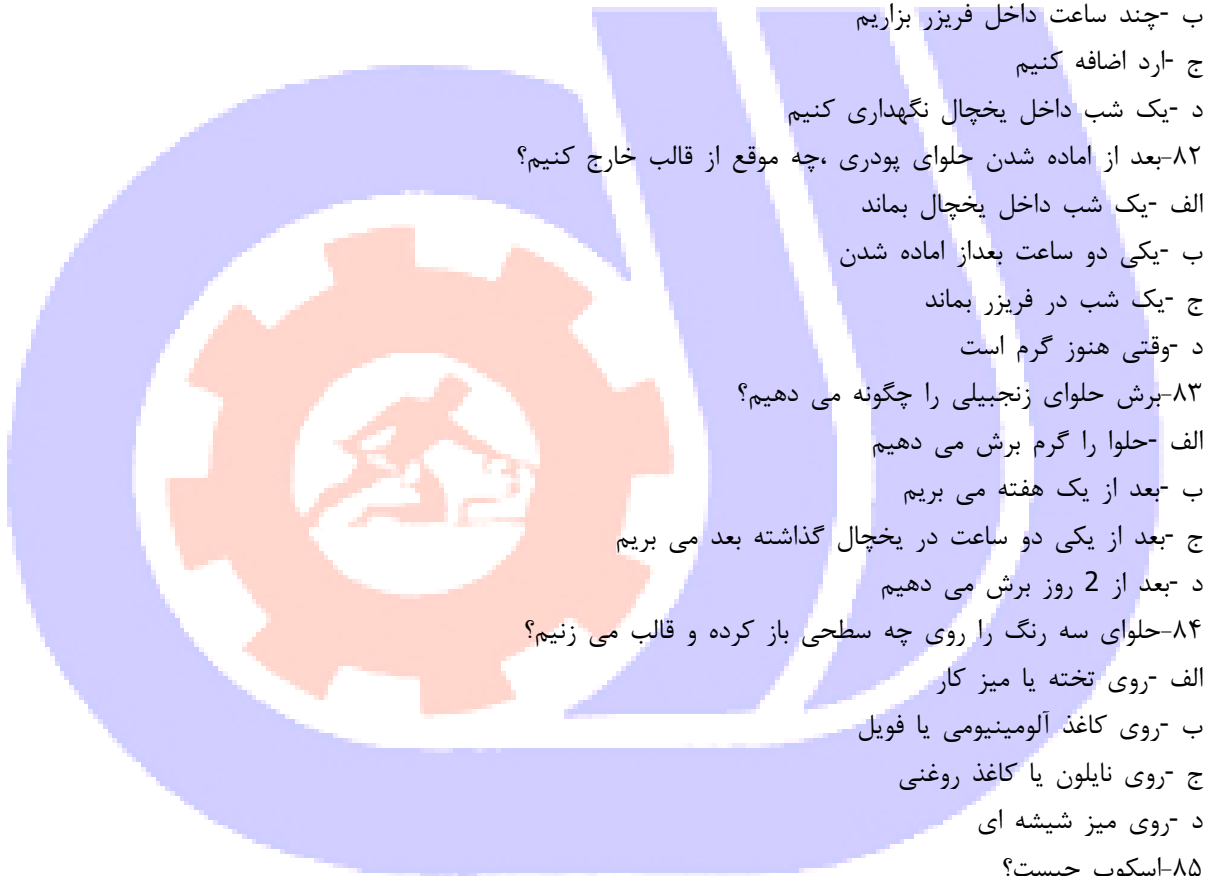 ب -چند ساعت داخل فریزر بزاریم
ج -ارد اضافه کنیم
د -یک شب داخل یخچال نگهداری کنیم
۸۲-بعد از اماده شدن حلوای پودری ،چه موقع از قالب خارج کنیم؟
الف -یک شب داخل یخچال بماند
ب -یکی دو ساعت بعداز اماده شدن
ج -یک شب در فریزر بماند
د -وقتی هنوز گرم است
۸۳-برش حلوای زنجبیلی را چگونه می دهیم؟
الف -حلوا را گرم برش می دهیم
ب -بعد از یک هفته می بریم
ج -بعد از یکی دو ساعت در یخچال گذاشته بعد می بریم
د -بعد از 2 روز برش می دهیم
۸۴-حلوای سه رنگ را روی چه سطحی باز کرده و قالب می زنیم؟
الف -روی تخته یا میز کار
ب -روی کاغذ آلومینیومی یا فویل
ج -روی نایلون یا کاغذ روغنی
د -روی میز شیشه ای
۸۵-اسکوپ چیست؟